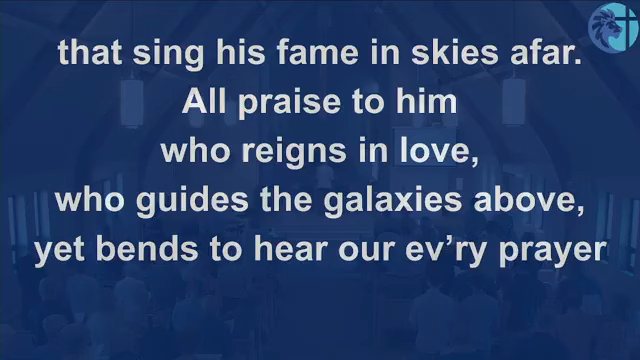 that sing his fame in skies afar.
All praise to him
who reigns in love,
who guides the galaxies above,
yet bends to hear our ev’ry prayer